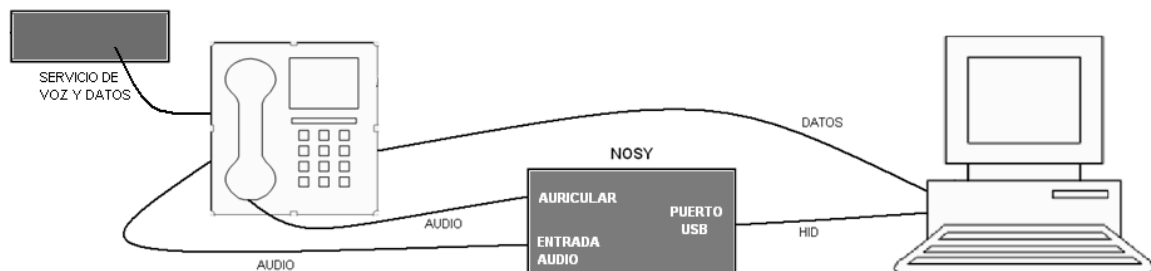 SERVICIO DE
VOZ Y DATOS
DATOS
NOSY
AURICULAR
PUERTO
USB
ENTRADA
AUDIO
AUDIO
HID
AUDIO